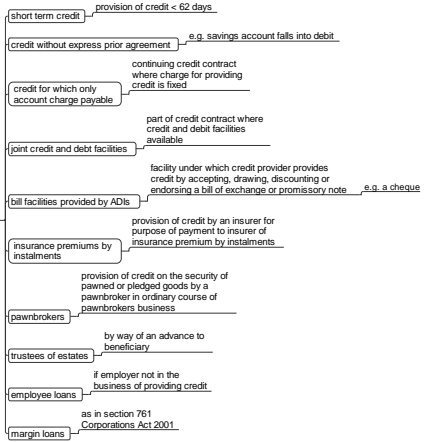 provision of credit < 62 days
short term credit
e.g. savings account falls into debit
credit without express prior agreement
continuing credit contract
where charge for providing
credit is fixed
credit for which only
account charge payable
part of credit contract where
credit and debit facilities
available
joint credit and debt facilities
facility under which credit provider provides
credit by accepting, drawing, discounting or
endorsing a bill of exchange or promissory note
e.g. a cheque
bill facilities provided by ADIs
provision of credit by an insurer for
purpose of payment to insurer of
insurance premium by instalments
insurance premiums by
instalments
provision of credit on the security of
pawned or pledged goods by a
pawnbroker in ordinary course of
pawnbrokers business
pawnbrokers
by way of an advance to
beneficiary
trustees of estates
if employer not in the
business of providing credit
employee loans
as in section 761
Corporations Act 2001
margin loans